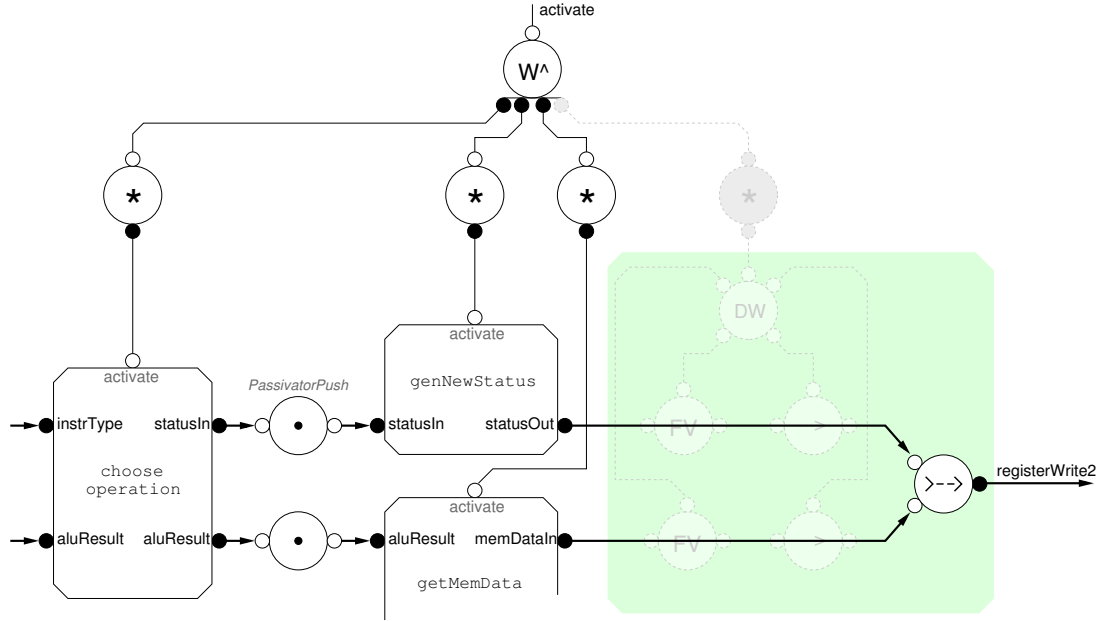 activate
W^
* * * *
DW
activate
genNewStatus
activate
PassivatorPush
instrType statusIn
statusIn statusOut
FV >
choose
operation
registerWrite2
>-->
activate
aluResult aluResult
aluResult memDataIn
FV >
getMemData